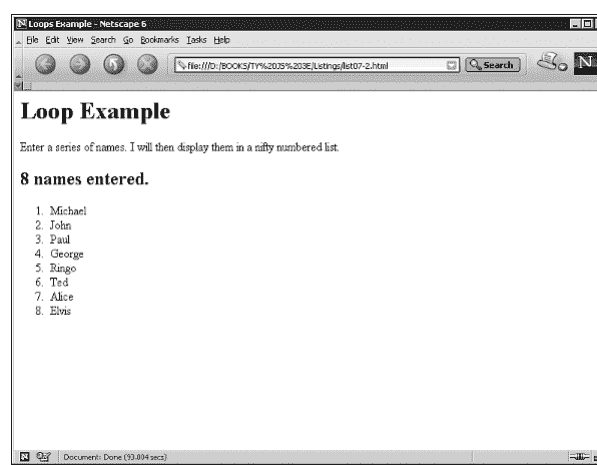 Loops Example - Netscape 6
File Edit View Search Go Bookmarks Tasks Help
file:///D:/BOOKS/TY%20JS%203E/Listings/list07-2.html Search N
Loop Example
Enter a series of names. I will then display them in a nifty numbered list.
8 names entered.
1. Michael
2. John
3. Paul
4. George
5. Ringo
6. Ted
7. Alice
8. Elvis
Document: Done (93.804 secs)